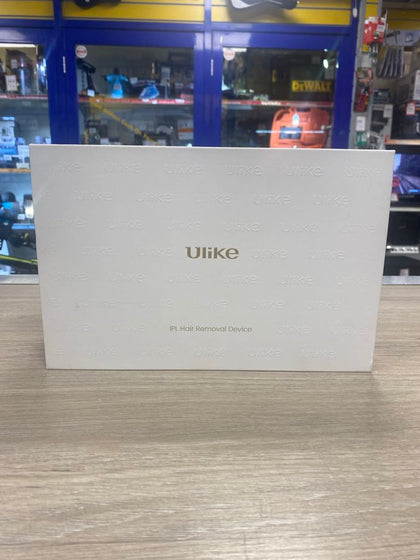 DEWALT
Ulike
IPL Hair Removal Device